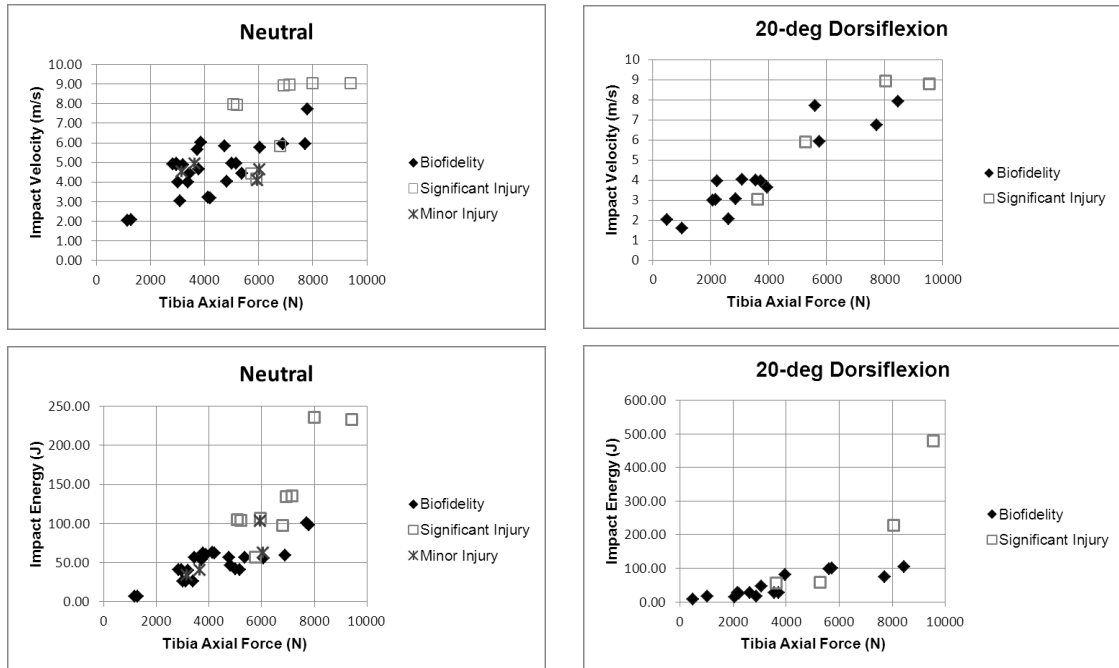 Neutral
Impact Velocity (m/s)
10.00
9.00
8.00
7.00
6.00
5.00
4.00
3.00
2.00
1.00
0.00
0 2000 4000 6000 8000 10000
Tibia Axial Force (N)
Biofidelity
Significant Injury
Minor Injury
20-deg Dorsiflexion
Impact Velocity (m/s)
10
9
8
7
6
5
4
3
2
1
0
0 2000 4000 6000 8000 10000
Tibia Axial Force (N)
Biofidelity
Significant Injury
Neutral
Impact Energy (J)
250.00
200.00
150.00
100.00
50.00
0.00
0 2000 4000 6000 8000 10000
Tibia Axial Force (N)
Biofidelity
Significant Injury
Minor Injury
20-deg Dorsiflexion
Impact Energy (J)
600.00
500.00
400.00
300.00
200.00
100.00
0.00
0 2000 4000 6000 8000 10000
Tibia Axial Force (N)
Biofidelity
Significant Injury